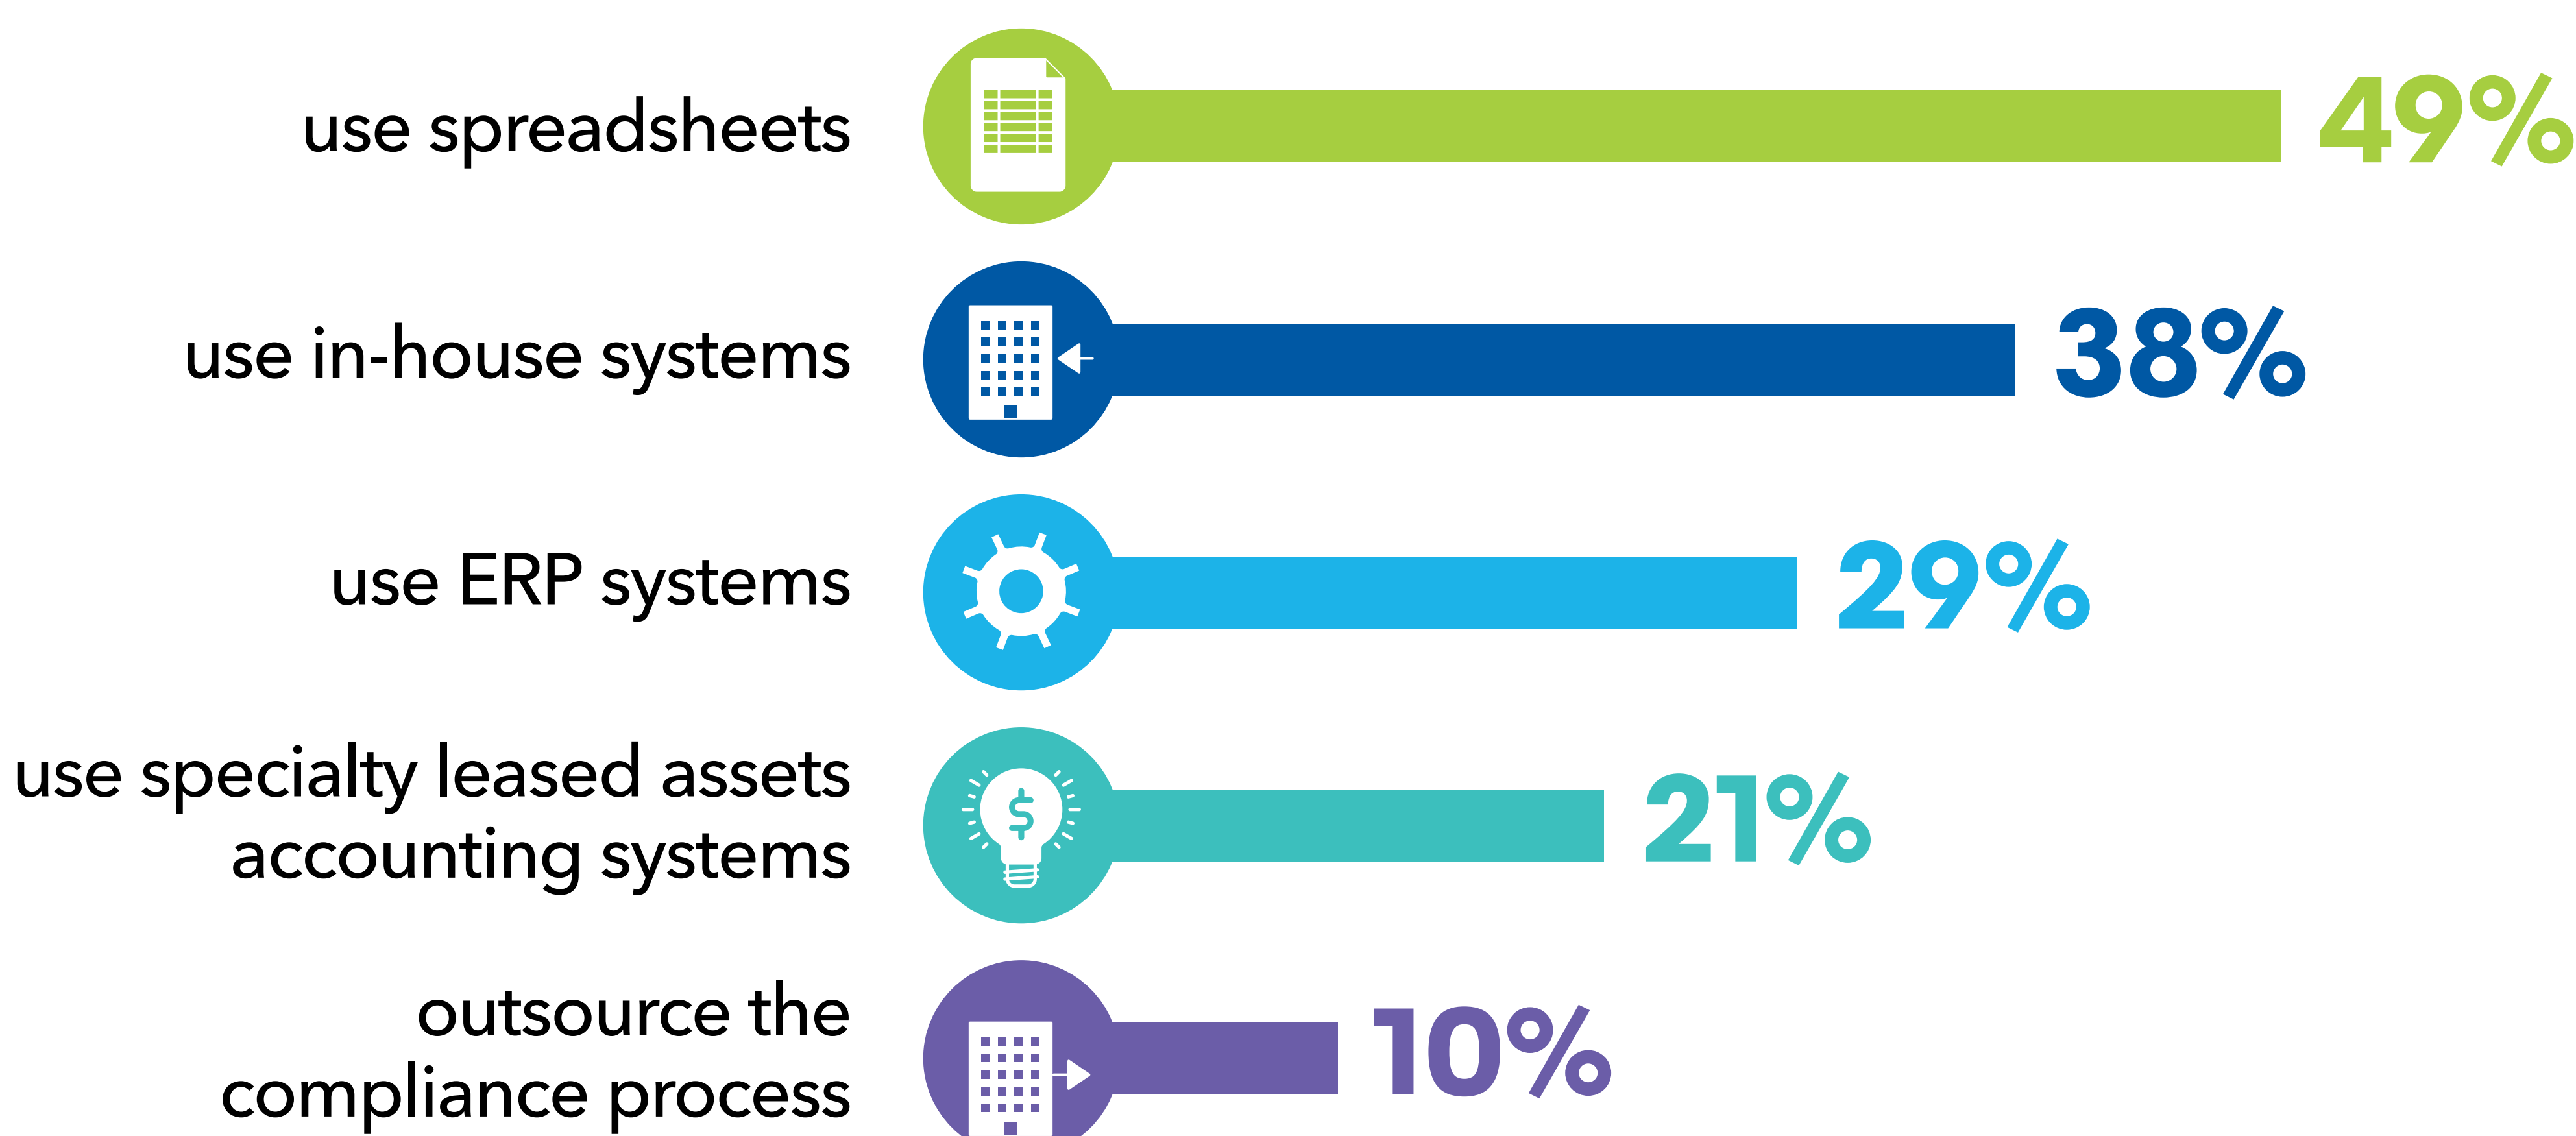 use spreadsheets 49%
use in-house systems 38%
use ERP systems 29%
use specialty leased assets
accounting systems 21%
$
outsource the
compliance process 10%